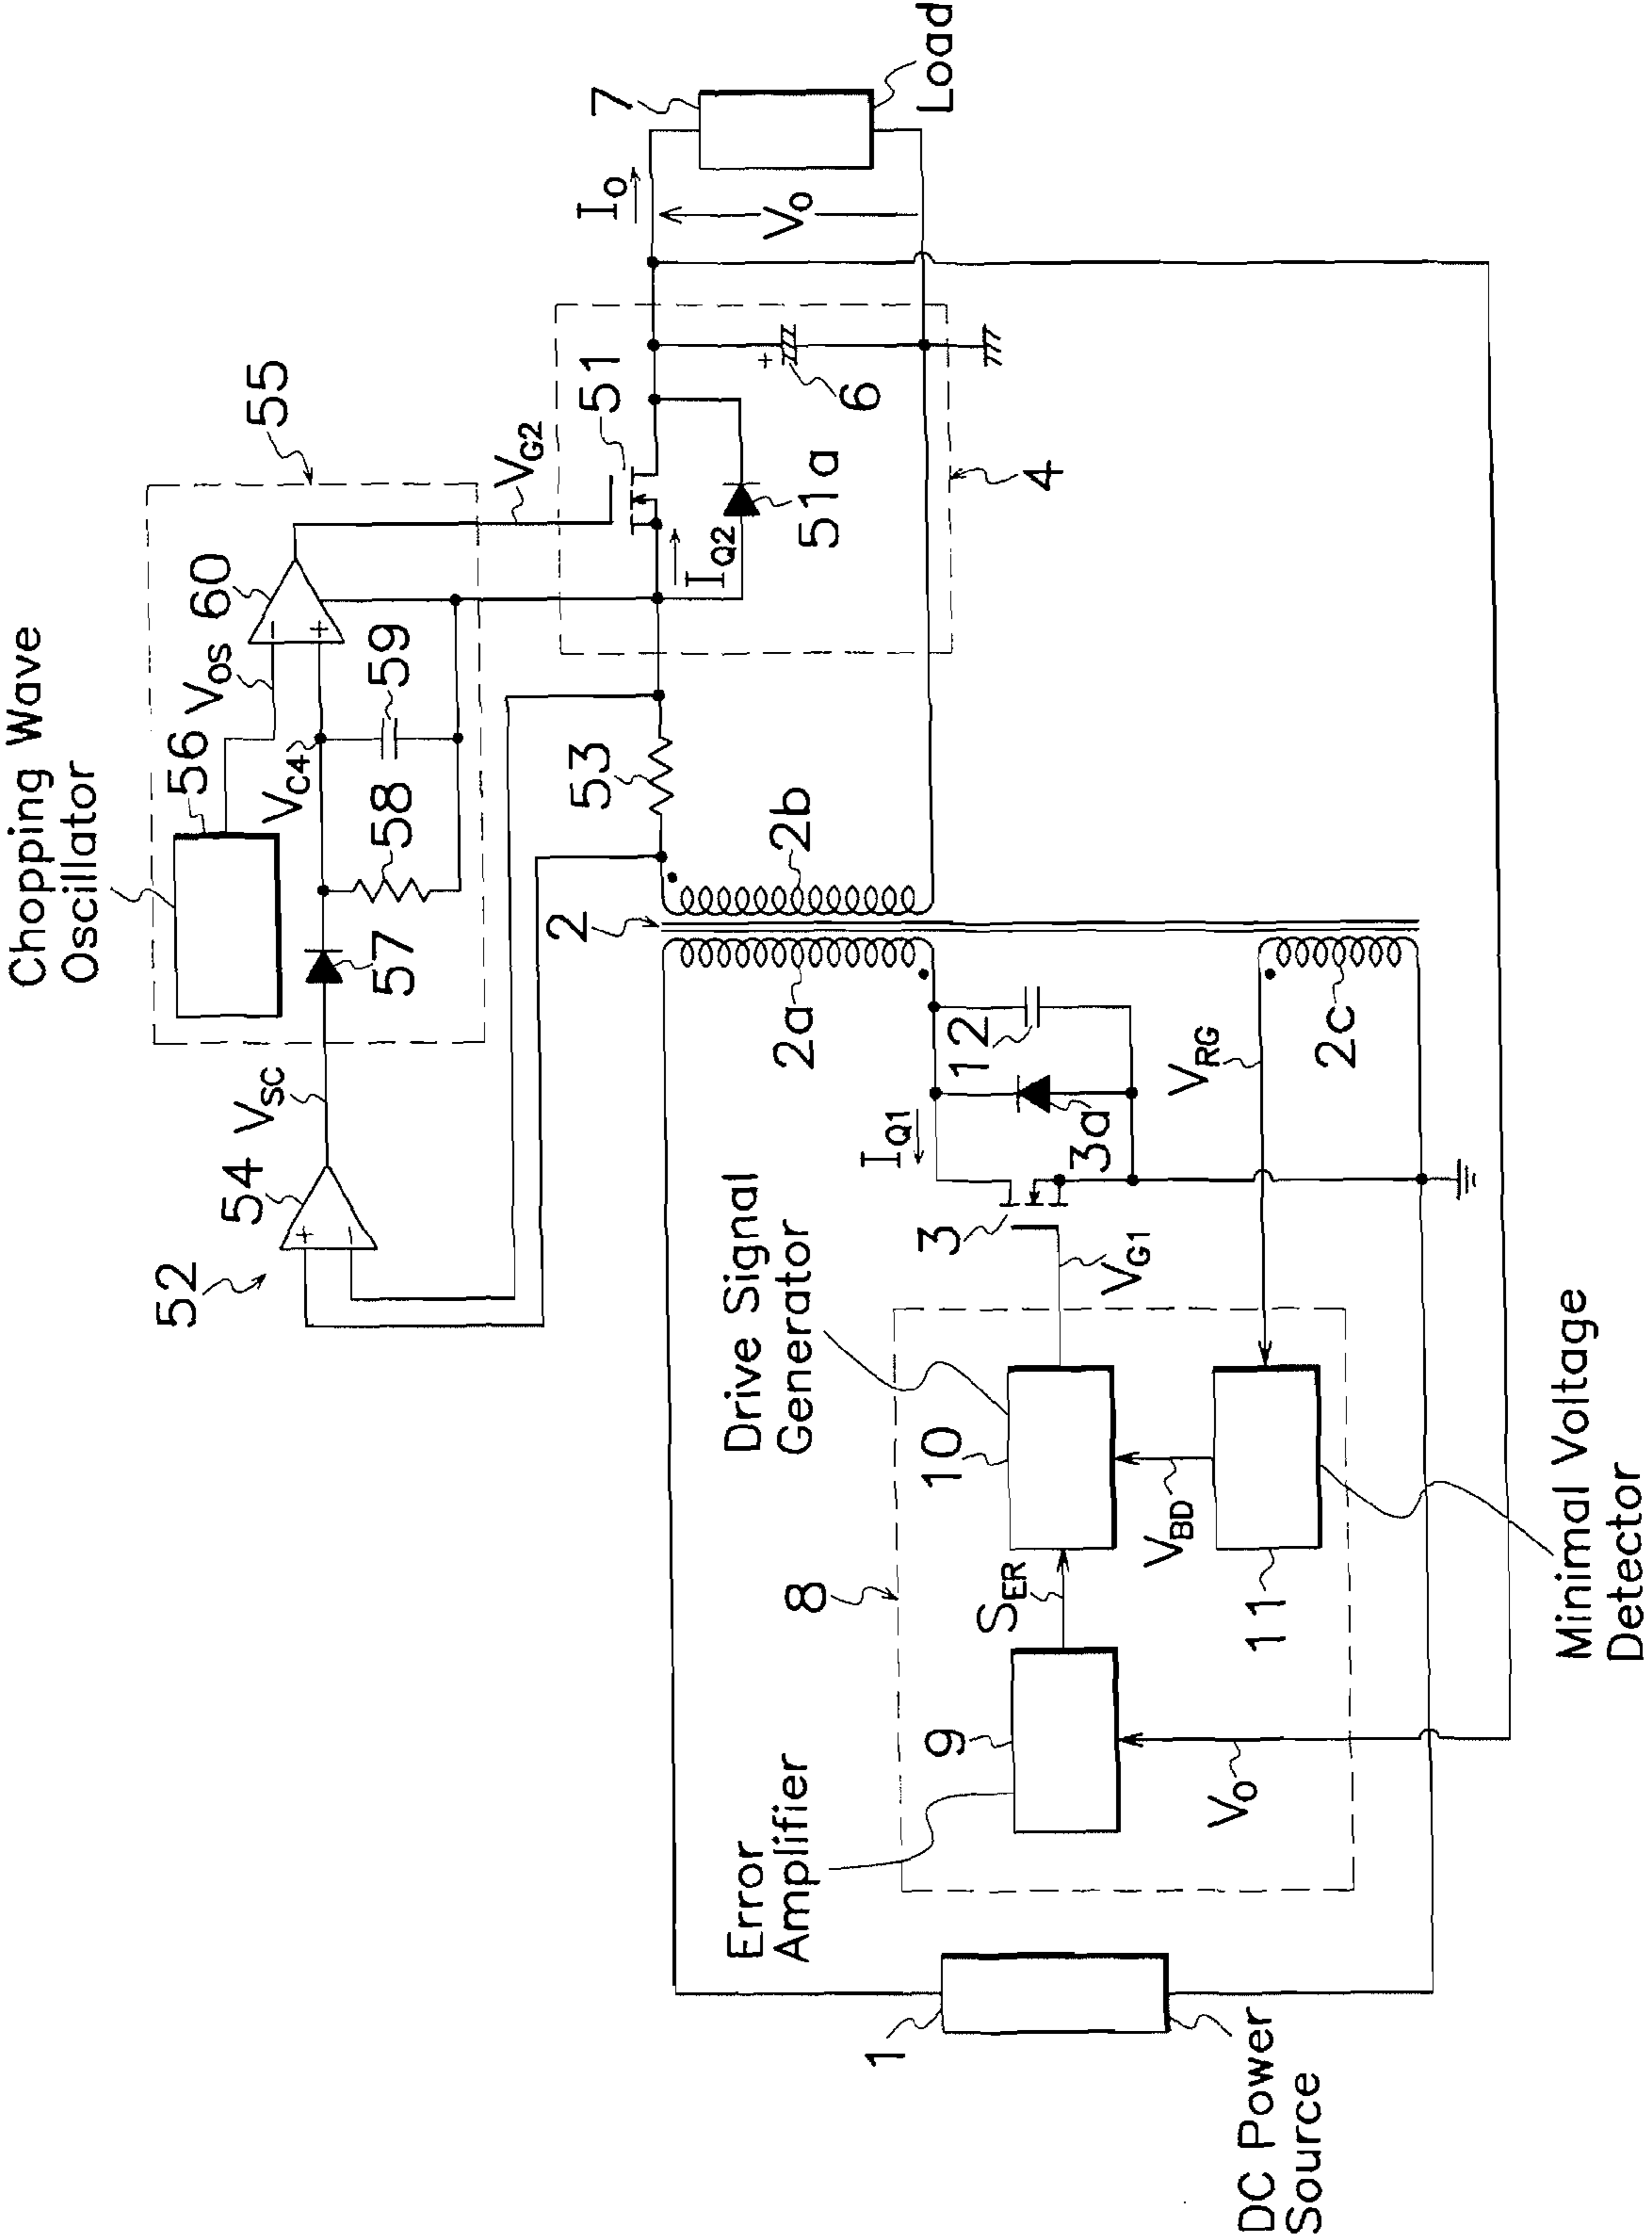 Chopping Wave
Oscillator
56
V_OS
60
55
V_C4
59
57
58
V_G2
52
54
V_SC
51
I_Q2
51a
53
4
6
I_O
V_O
7
Load
2
2a
2b
2c
12
I_Q1
3a
3
V_G1
V_RG
Drive Signal
Generator
10
8
S_ER
V_BD
11
Minimal Voltage
Detector
9
V_O
Error
Amplifier
1
DC Power
Source
+
−
+
−
+